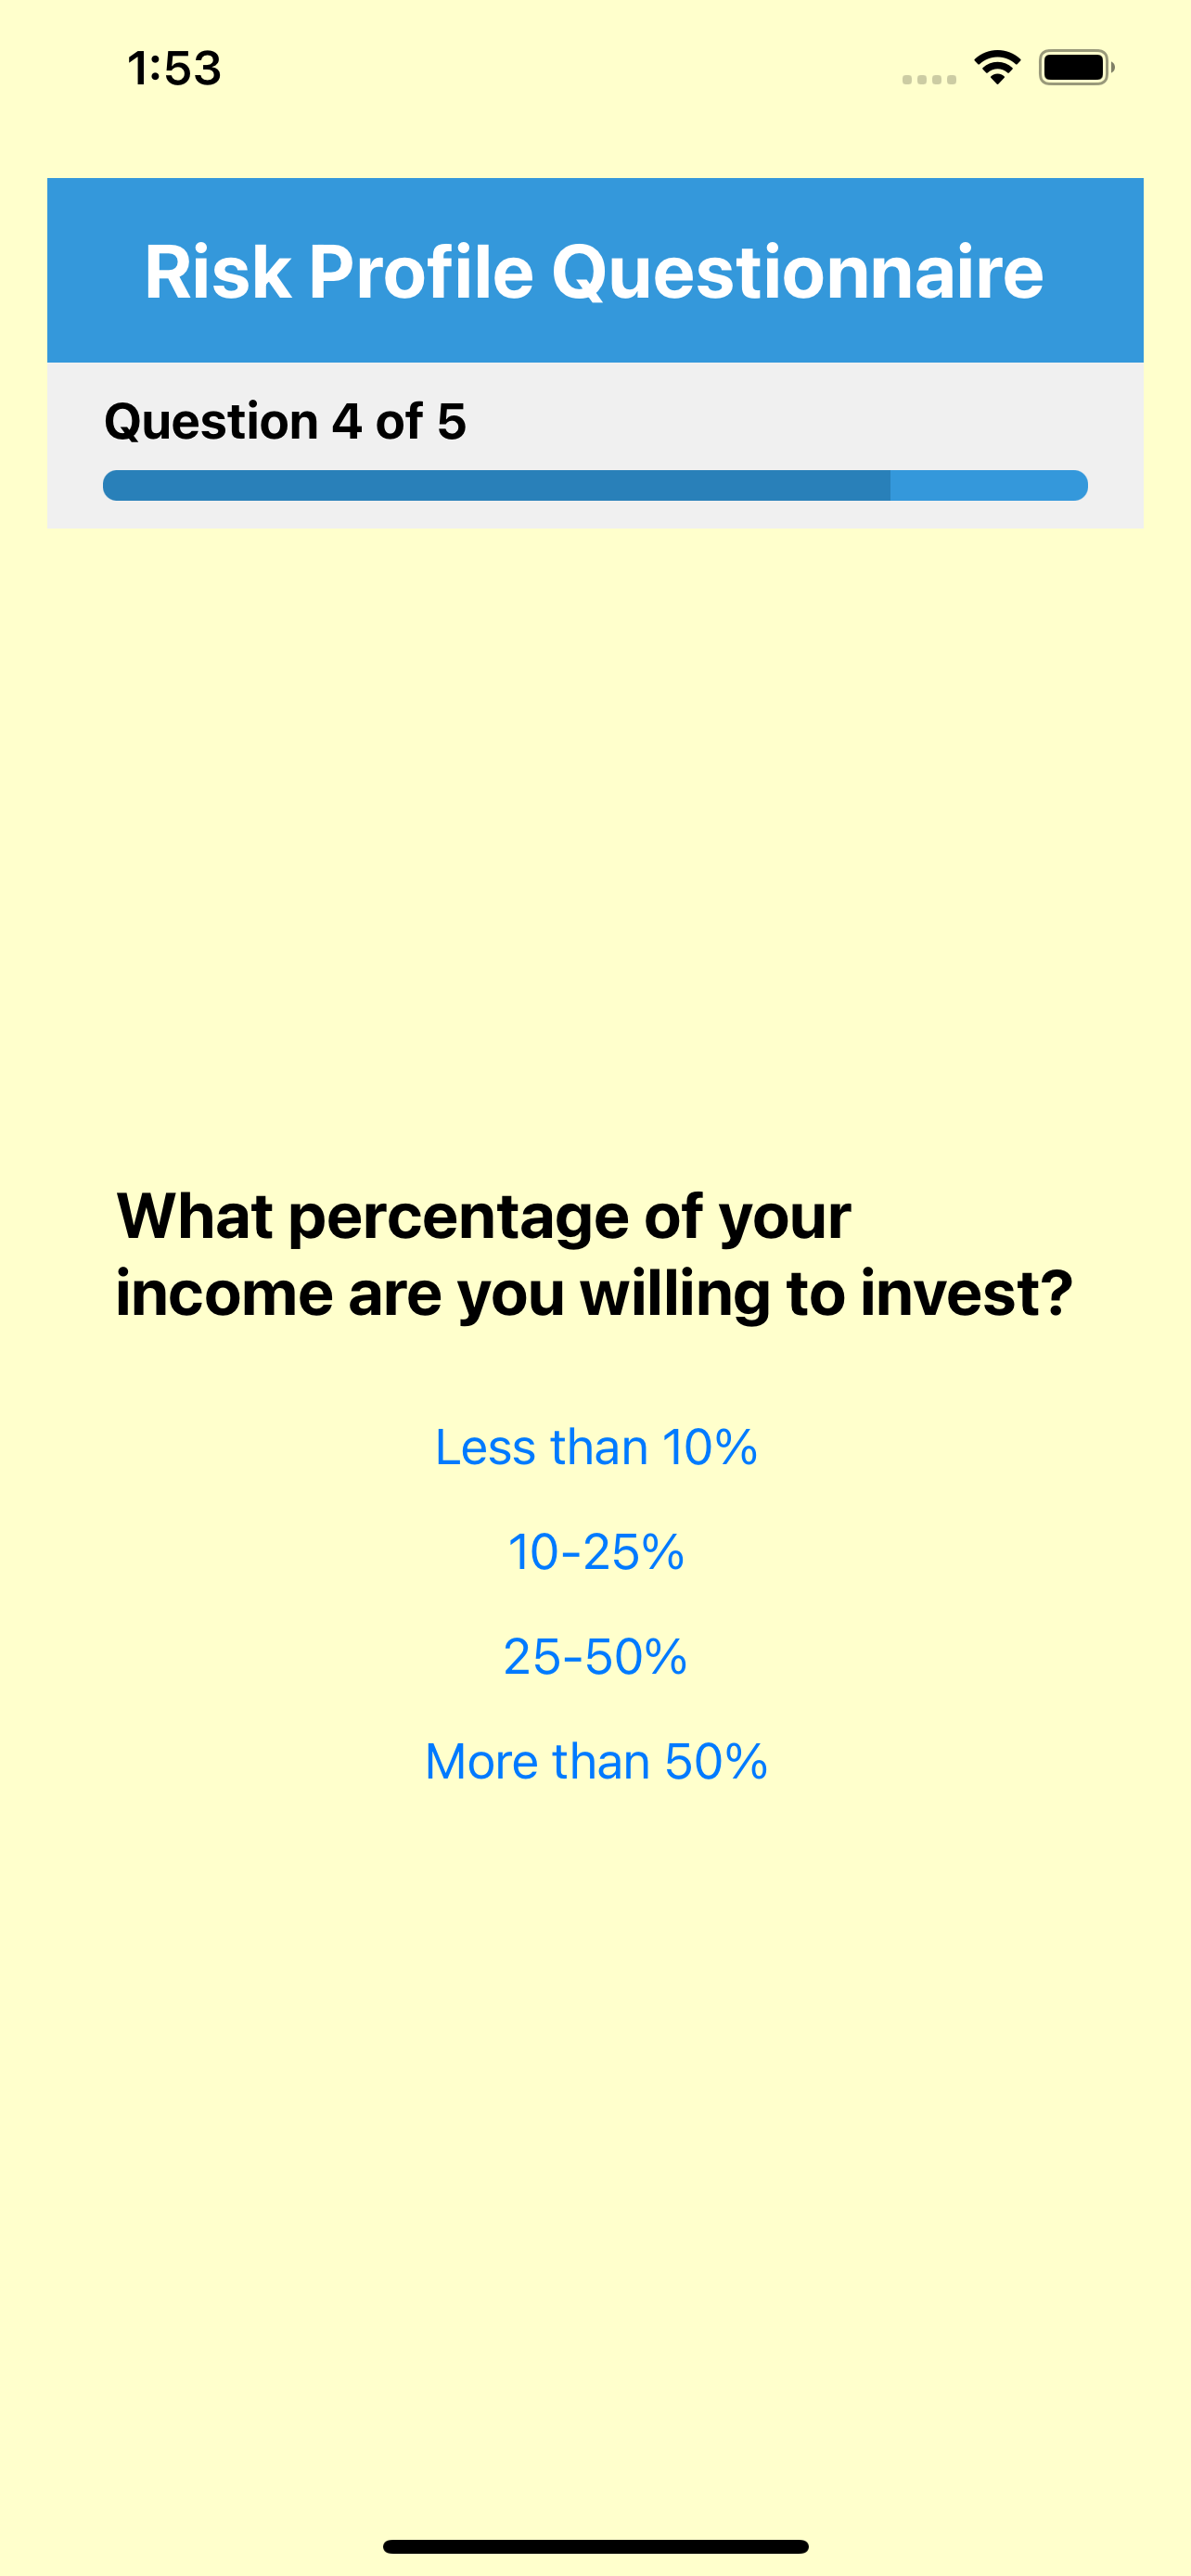 1:53
Risk Profile Questionnaire
Question 4 of 5
What percentage of your
income are you willing to invest?
Less than 10%
10-25%
25-50%
More than 50%